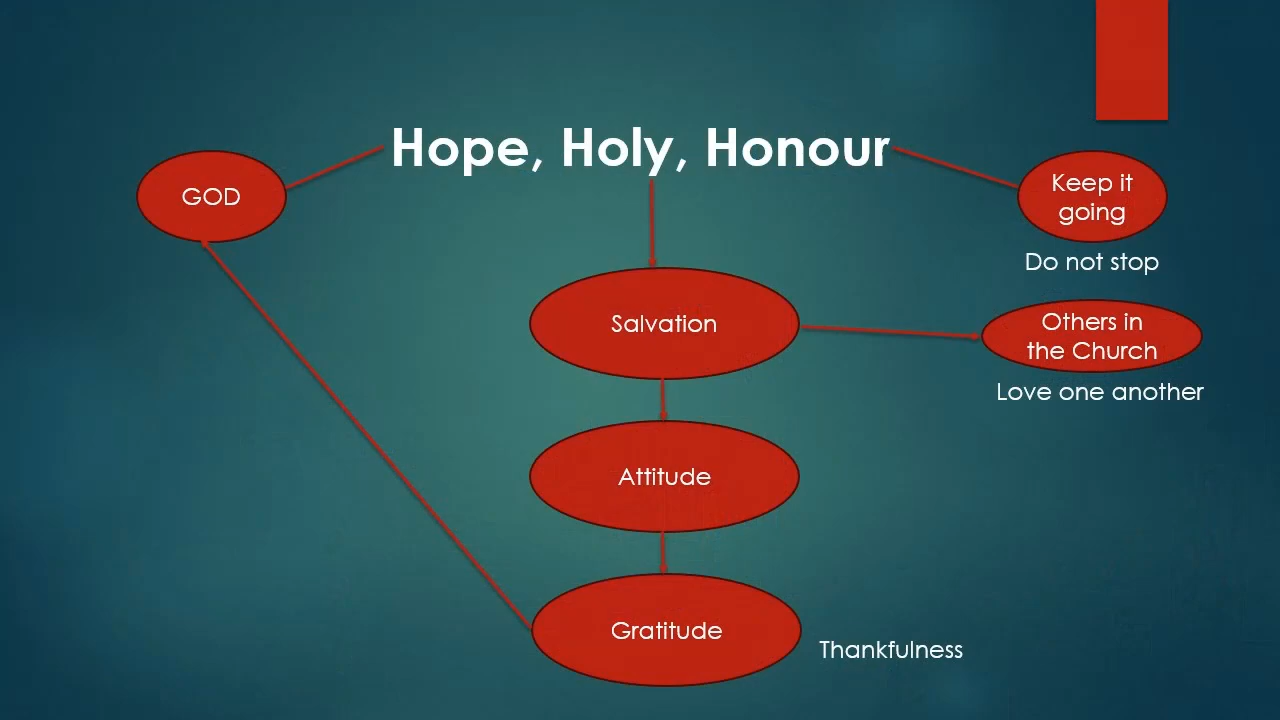 Hope, Holy, Honour
GOD
Keep it
going
Do not stop
Salvation
Others in
the Church
Love one another
Attitude
Gratitude
Thankfulness